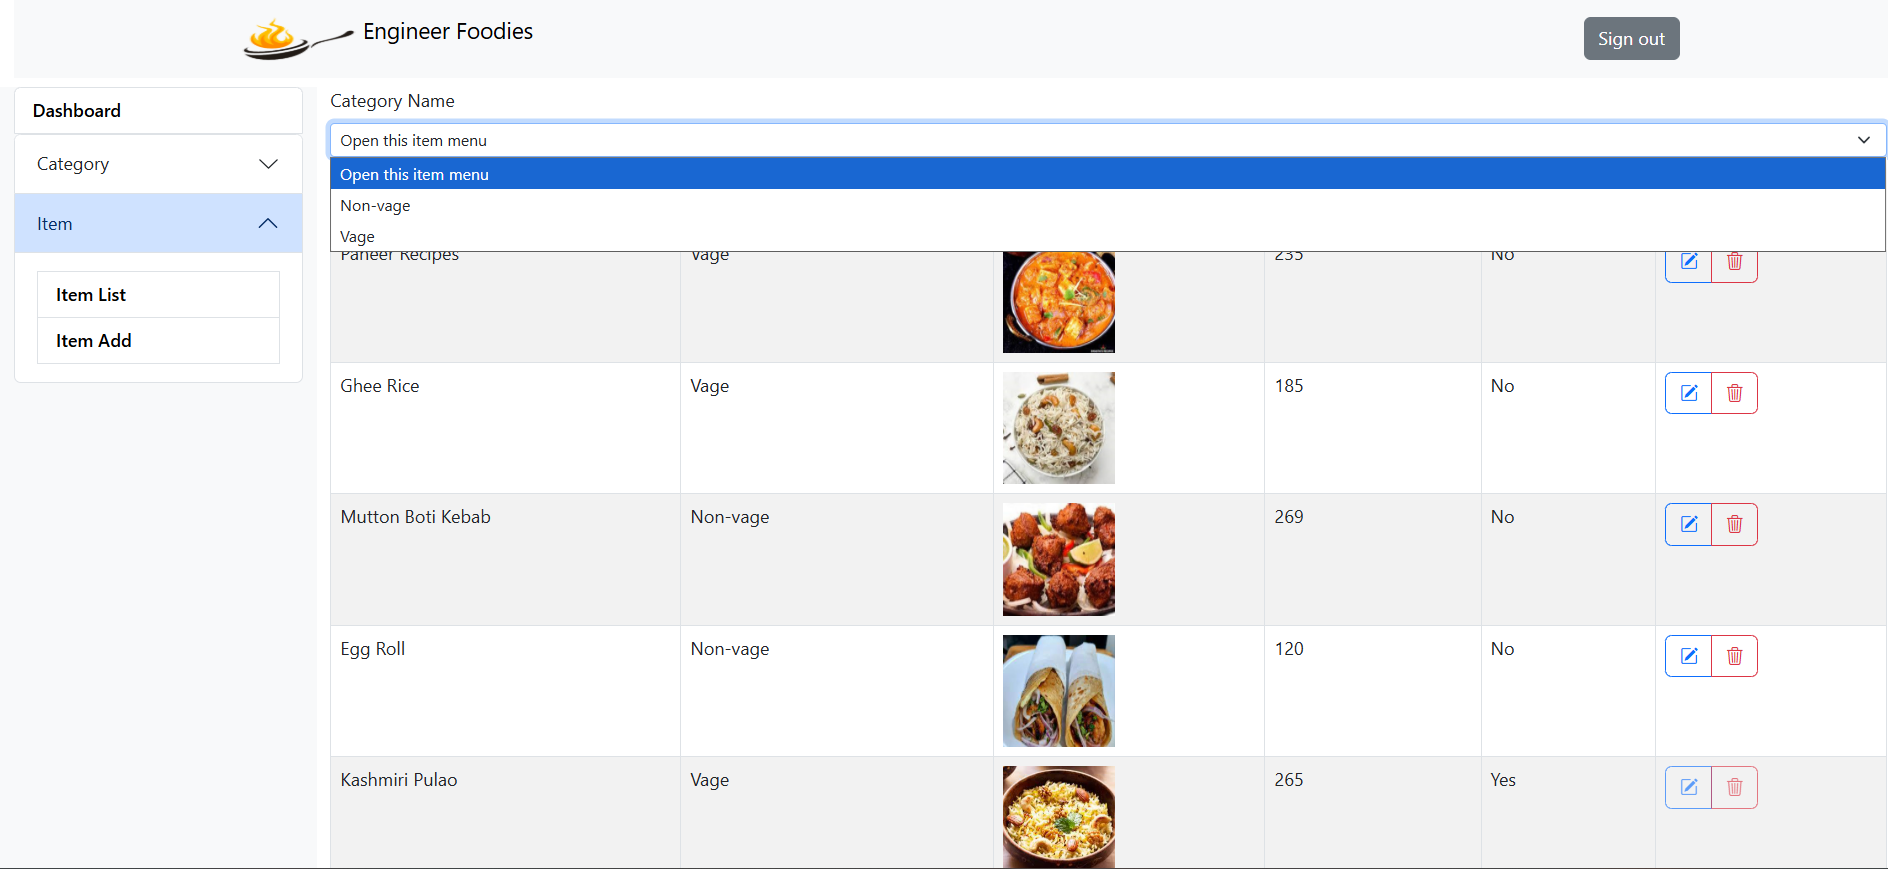 Engineer Foodies
Sign out
Dashboard
Category
Item
Item List
Item Add
Category Name
Open this item menu
Open this item menu
Non-vage
Vage
Paneer Recipes Vage 235 No
Ghee Rice Vage 185 No
Mutton Boti Kebab Non-vage 269 No
Egg Roll Non-vage 120 No
Kashmiri Pulao Vage 265 Yes